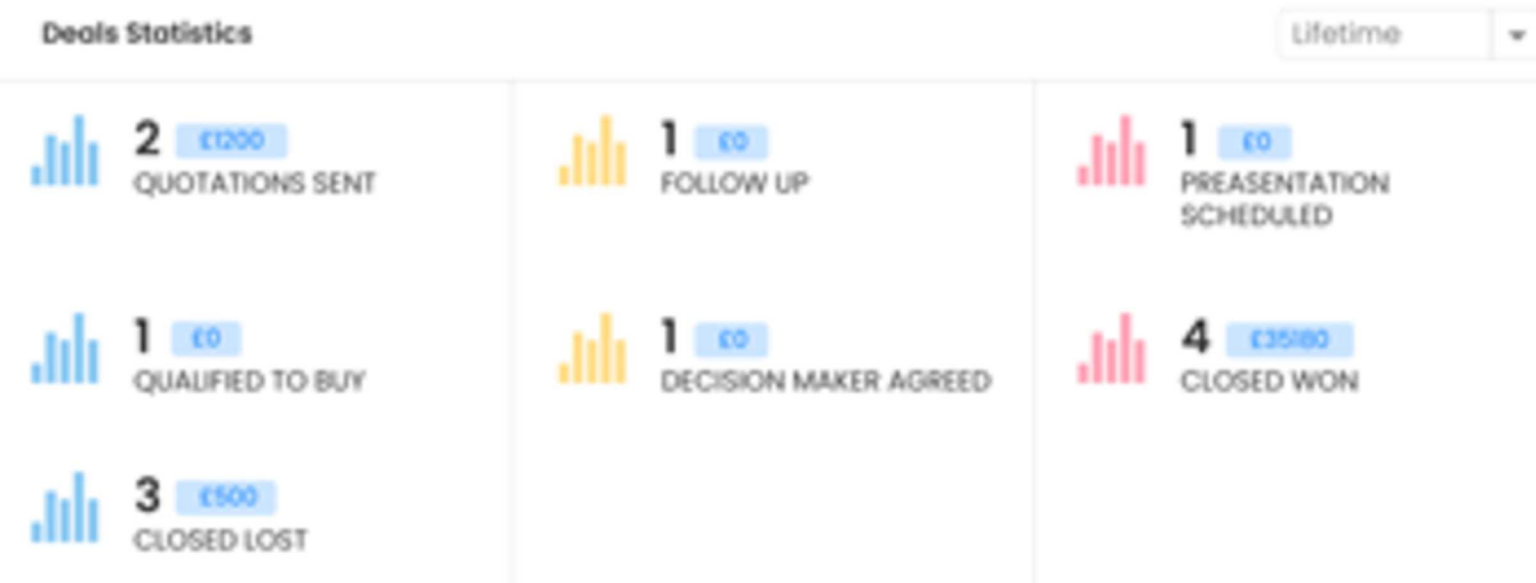 Deals Statistics
Lifetime
2 £1200
QUOTATIONS SENT
1 £0
FOLLOW UP
1 £0
PREASENTATION
SCHEDULED
1 £0
QUALIFIED TO BUY
1 £0
DECISION MAKER AGREED
4 £35180
CLOSED WON
3 £500
CLOSED LOST